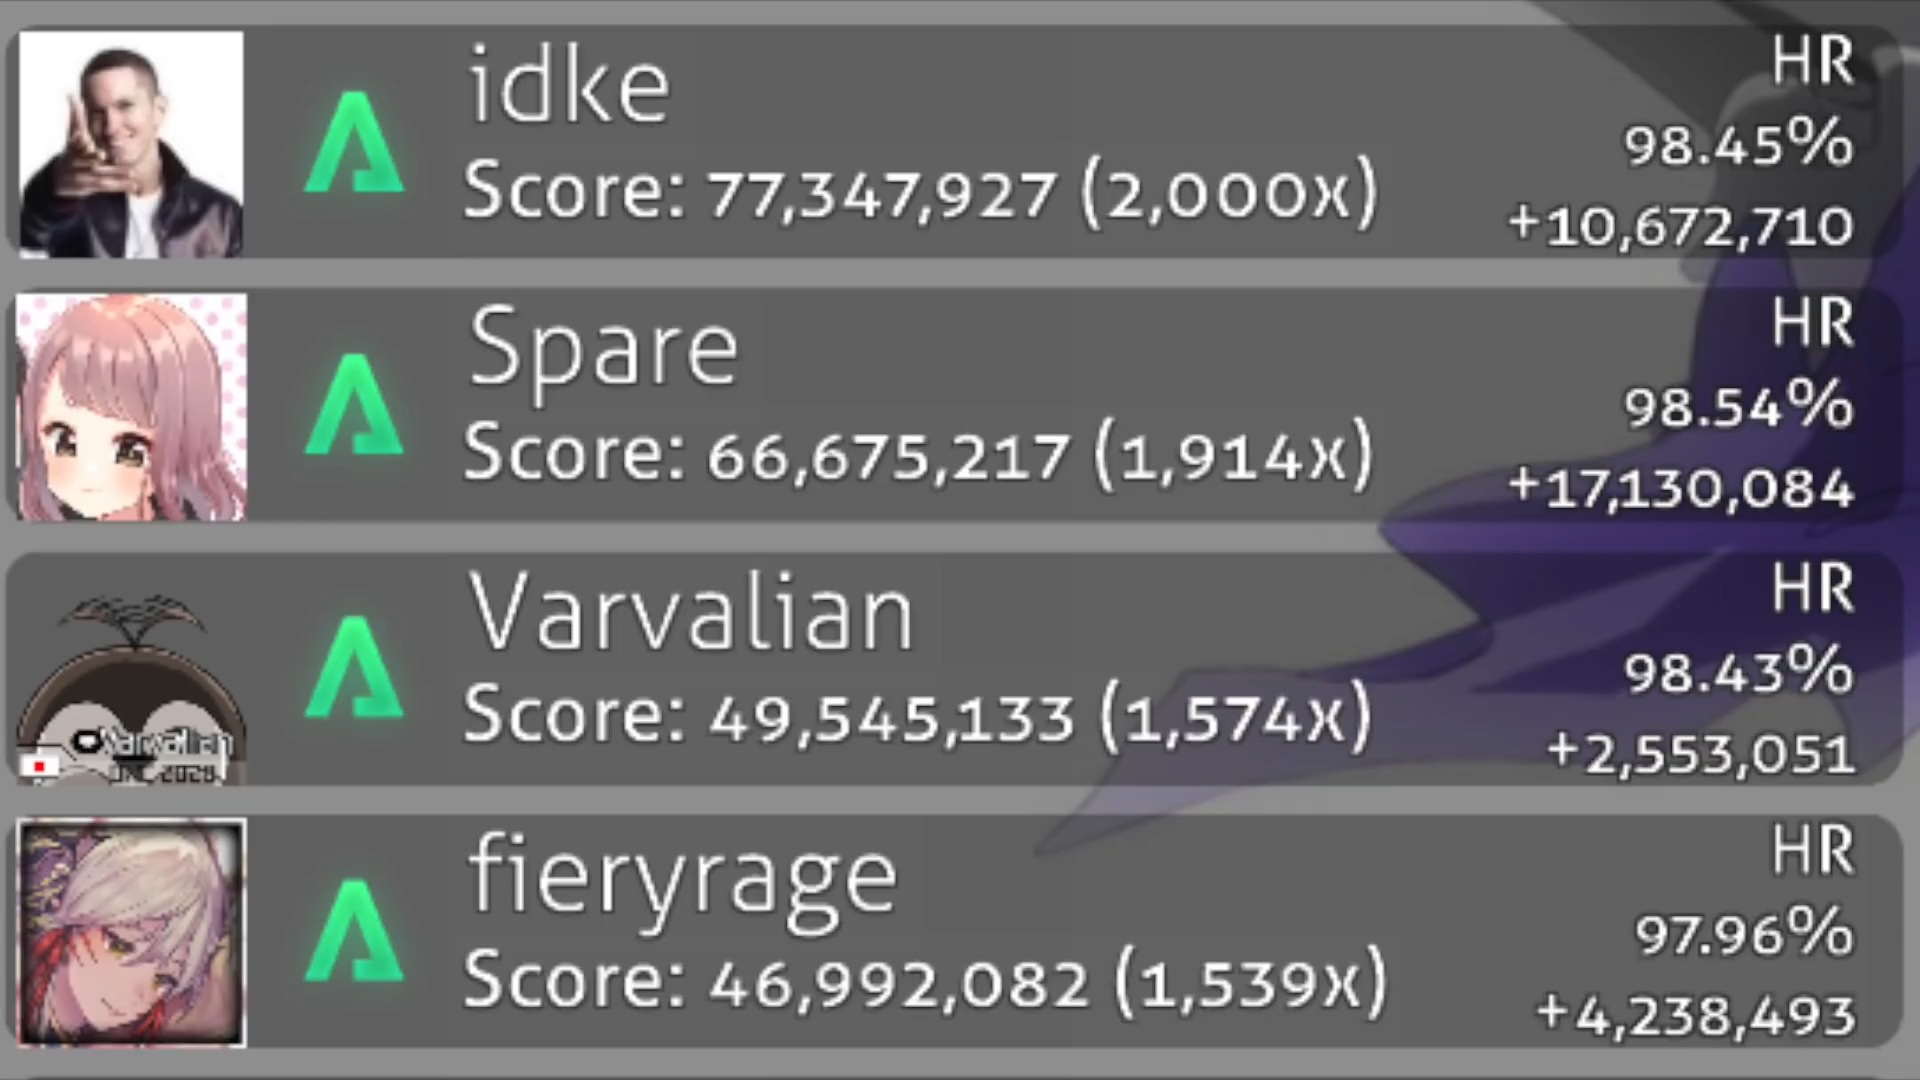 idke
Score: 77,347,927 (2,000x)
HR
98.45%
+10,672,710
Spare
Score: 66,675,217 (1,914x)
HR
98.54%
+17,130,084
Varvalian
Score: 49,545,133 (1,574x)
HR
98.43%
+2,553,051
Varvalian
fieryrage
Score: 46,992,082 (1,539x)
HR
97.96%
+4,238,493